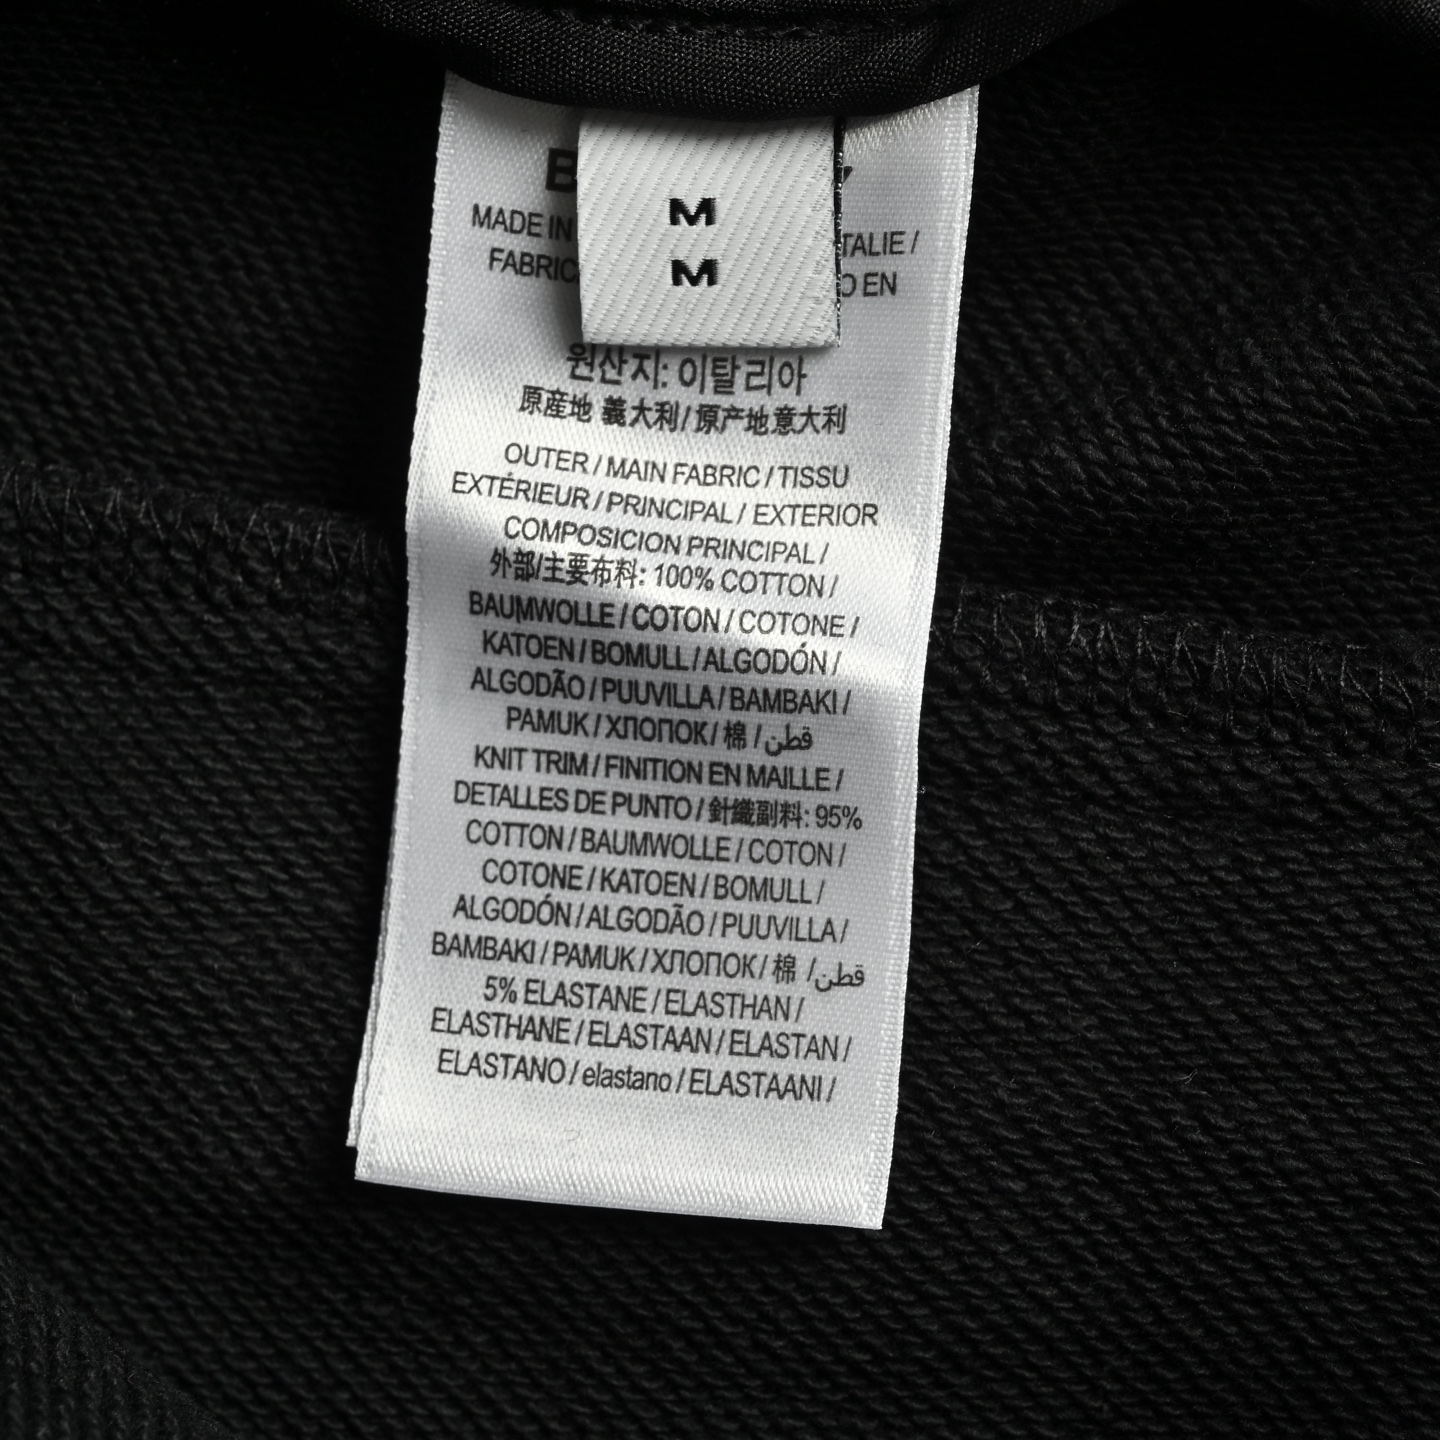 M
M
MADE IN
TALIE /
FABRIC
O EN
원산지: 이탈리아
原産地 義大利 / 原产地意大利
OUTER / MAIN FABRIC / TISSU
EXTÉRIEUR / PRINCIPAL / EXTERIOR
COMPOSICION PRINCIPAL /
外部/主要布料: 100% COTTON /
BAUMWOLLE / COTON / COTONE /
KATOEN / BOMULL / ALGODÓN /
ALGODÃO / PUUVILLA / BAMBAKI /
PAMUK / ХЛОПОК / 棉 / قطن
KNIT TRIM / FINITION EN MAILLE /
DETALLES DE PUNTO / 針織副料: 95%
COTTON / BAUMWOLLE / COTON /
COTONE / KATOEN / BOMULL /
ALGODÓN / ALGODÃO / PUUVILLA /
BAMBAKI / PAMUK / ХЛОПОК / 棉 / قطن
5% ELASTANE / ELASTHAN /
ELASTHANE / ELASTAAN / ELASTAN /
ELASTANO / elastano / ELASTAANI /